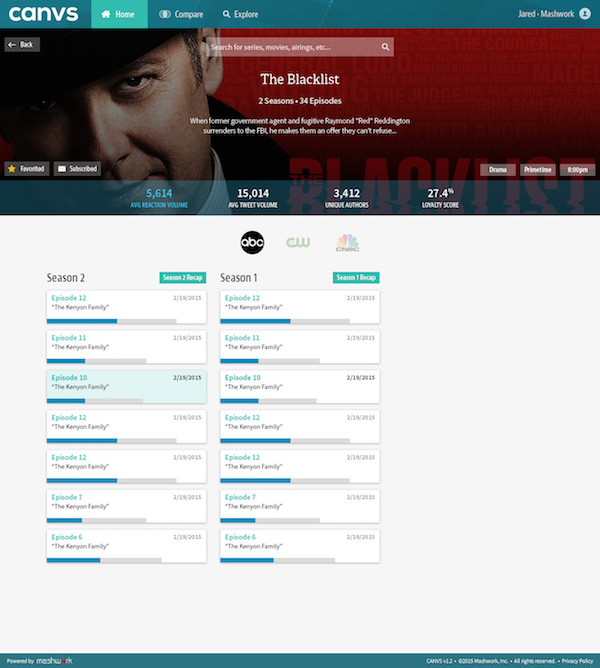 canvs
Home
Compare
Explore
Jared · Mashwork
← Back
Search for series, movies, airings, etc...
The Blacklist
2 Seasons • 34 Episodes
When former government agent and fugitive Raymond "Red" Reddington
surrenders to the FBI, he makes them an offer they can't refuse...
Favorited
Subscribed
Drama
Primetime
8:00pm
THE
BLACKLIST
5,614
AVG REACTION VOLUME
15,014
AVG TWEET VOLUME
3,412
UNIQUE AUTHORS
27.4%
LOYALTY SCORE
abc
CW
CNBC
Season 2
Season 2 Recap
Episode 12 2/19/2015
"The Kenyon Family"
Episode 11 2/19/2015
"The Kenyon Family"
Episode 10 2/19/2015
"The Kenyon Family"
Episode 12 2/19/2015
"The Kenyon Family"
Episode 12 2/19/2015
"The Kenyon Family"
Episode 7 2/19/2015
"The Kenyon Family"
Episode 6 2/19/2015
"The Kenyon Family"
Season 1
Season 1 Recap
Episode 12 2/19/2015
"The Kenyon Family"
Episode 11 2/19/2015
"The Kenyon Family"
Episode 10 2/19/2015
"The Kenyon Family"
Episode 12 2/19/2015
"The Kenyon Family"
Episode 12 2/19/2015
"The Kenyon Family"
Episode 7 2/19/2015
"The Kenyon Family"
Episode 6 2/19/2015
"The Kenyon Family"
Powered by mashwork
CANVS v1.2 • ©2015 Mashwork, Inc. • All rights reserved. • Privacy Policy